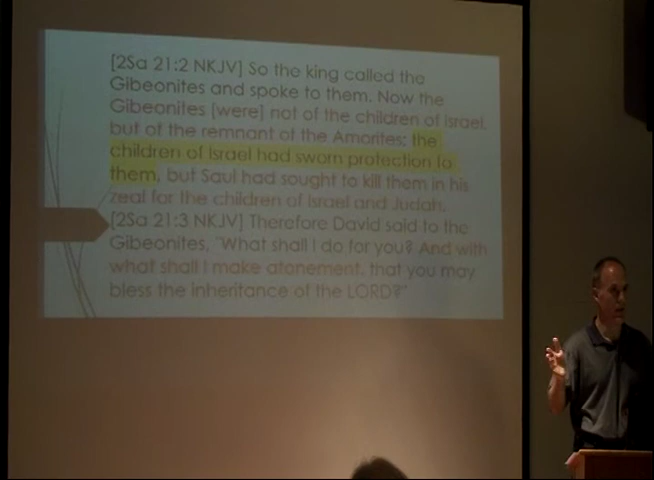 [2Sa 21:2 NKJV] So the king called the
Gibeonites and spoke to them. Now the
Gibeonites [were] not of the children of Israel,
but of the remnant of the Amorites; the
children of Israel had sworn protection to
them, but Saul had sought to kill them in his
zeal for the children of Israel and Judah.
[2Sa 21:3 NKJV] Therefore David said to the
Gibeonites, "What shall I do for you? And with
what shall I make atonement, that you may
bless the inheritance of the LORD?"